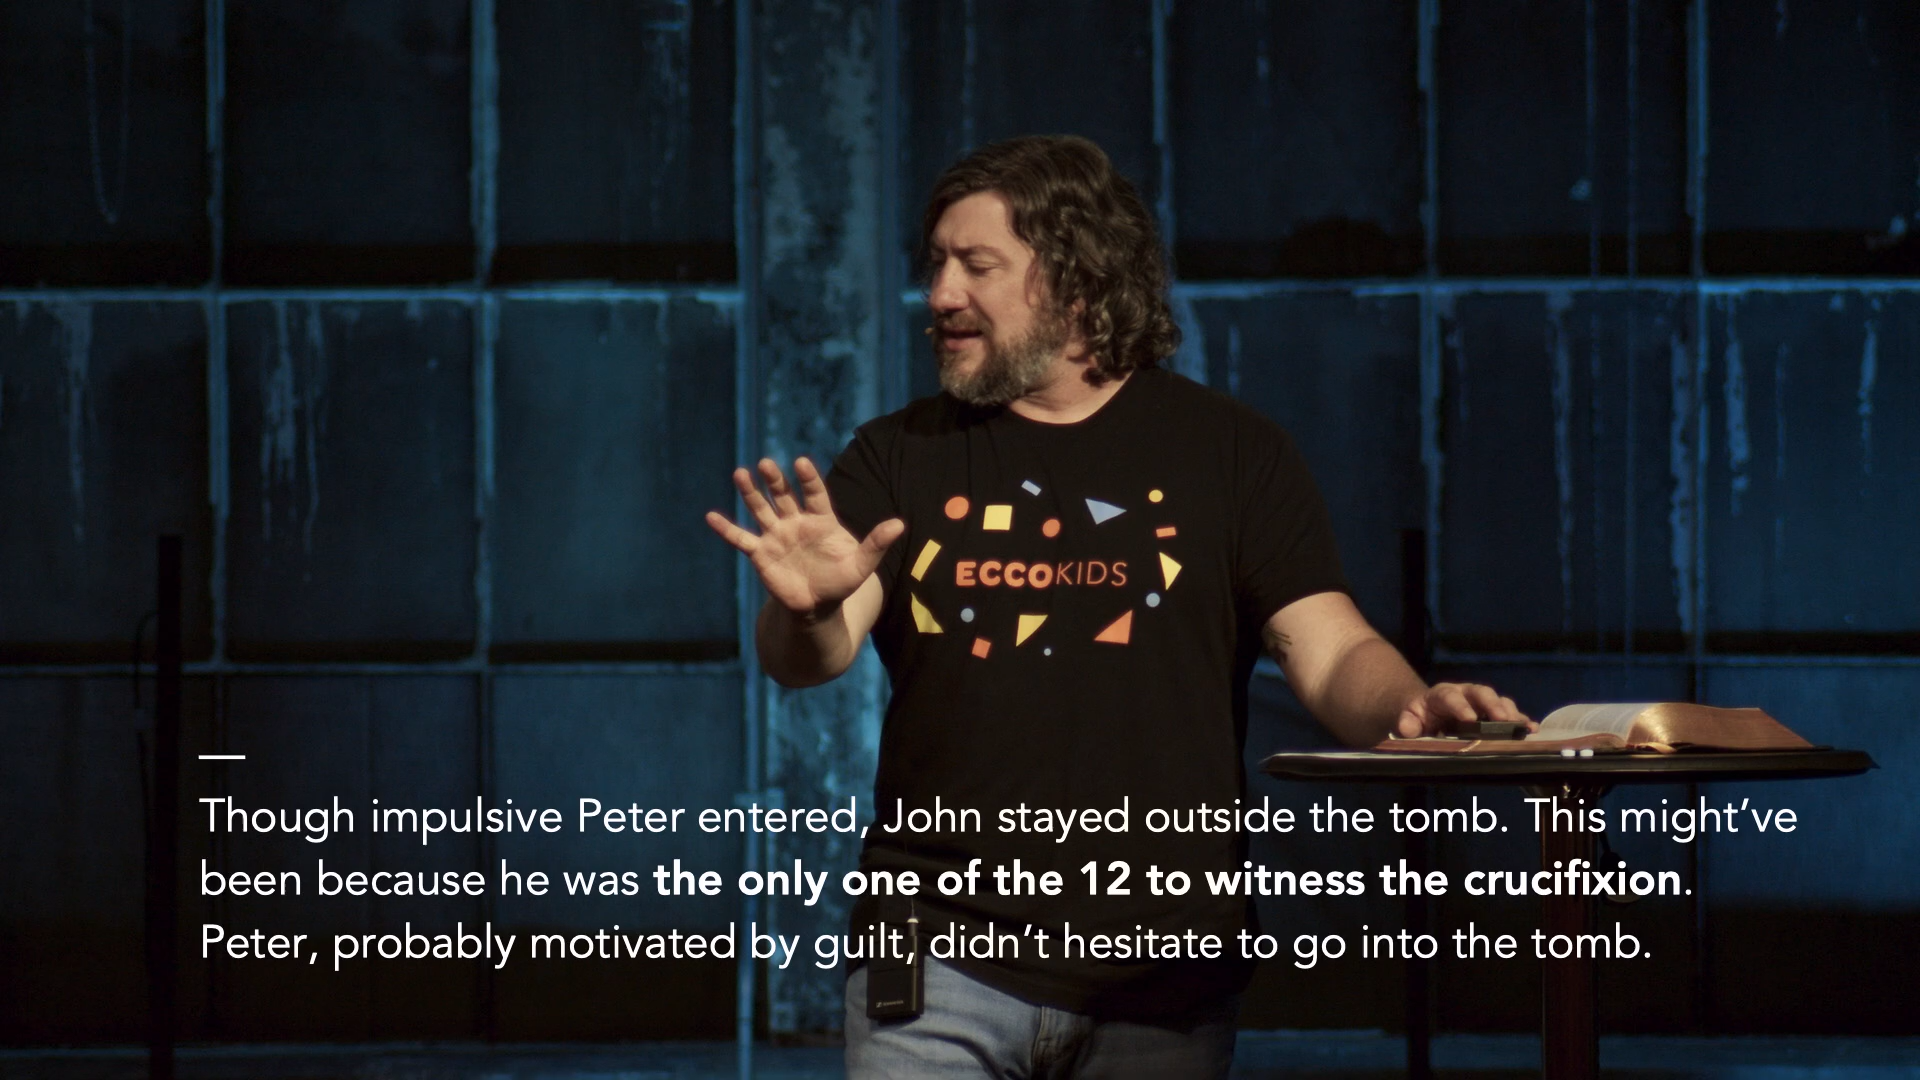 ECCOKIDS
Though impulsive Peter entered, John stayed outside the tomb. This might’ve
been because he was the only one of the 12 to witness the crucifixion.
Peter, probably motivated by guilt, didn’t hesitate to go into the tomb.